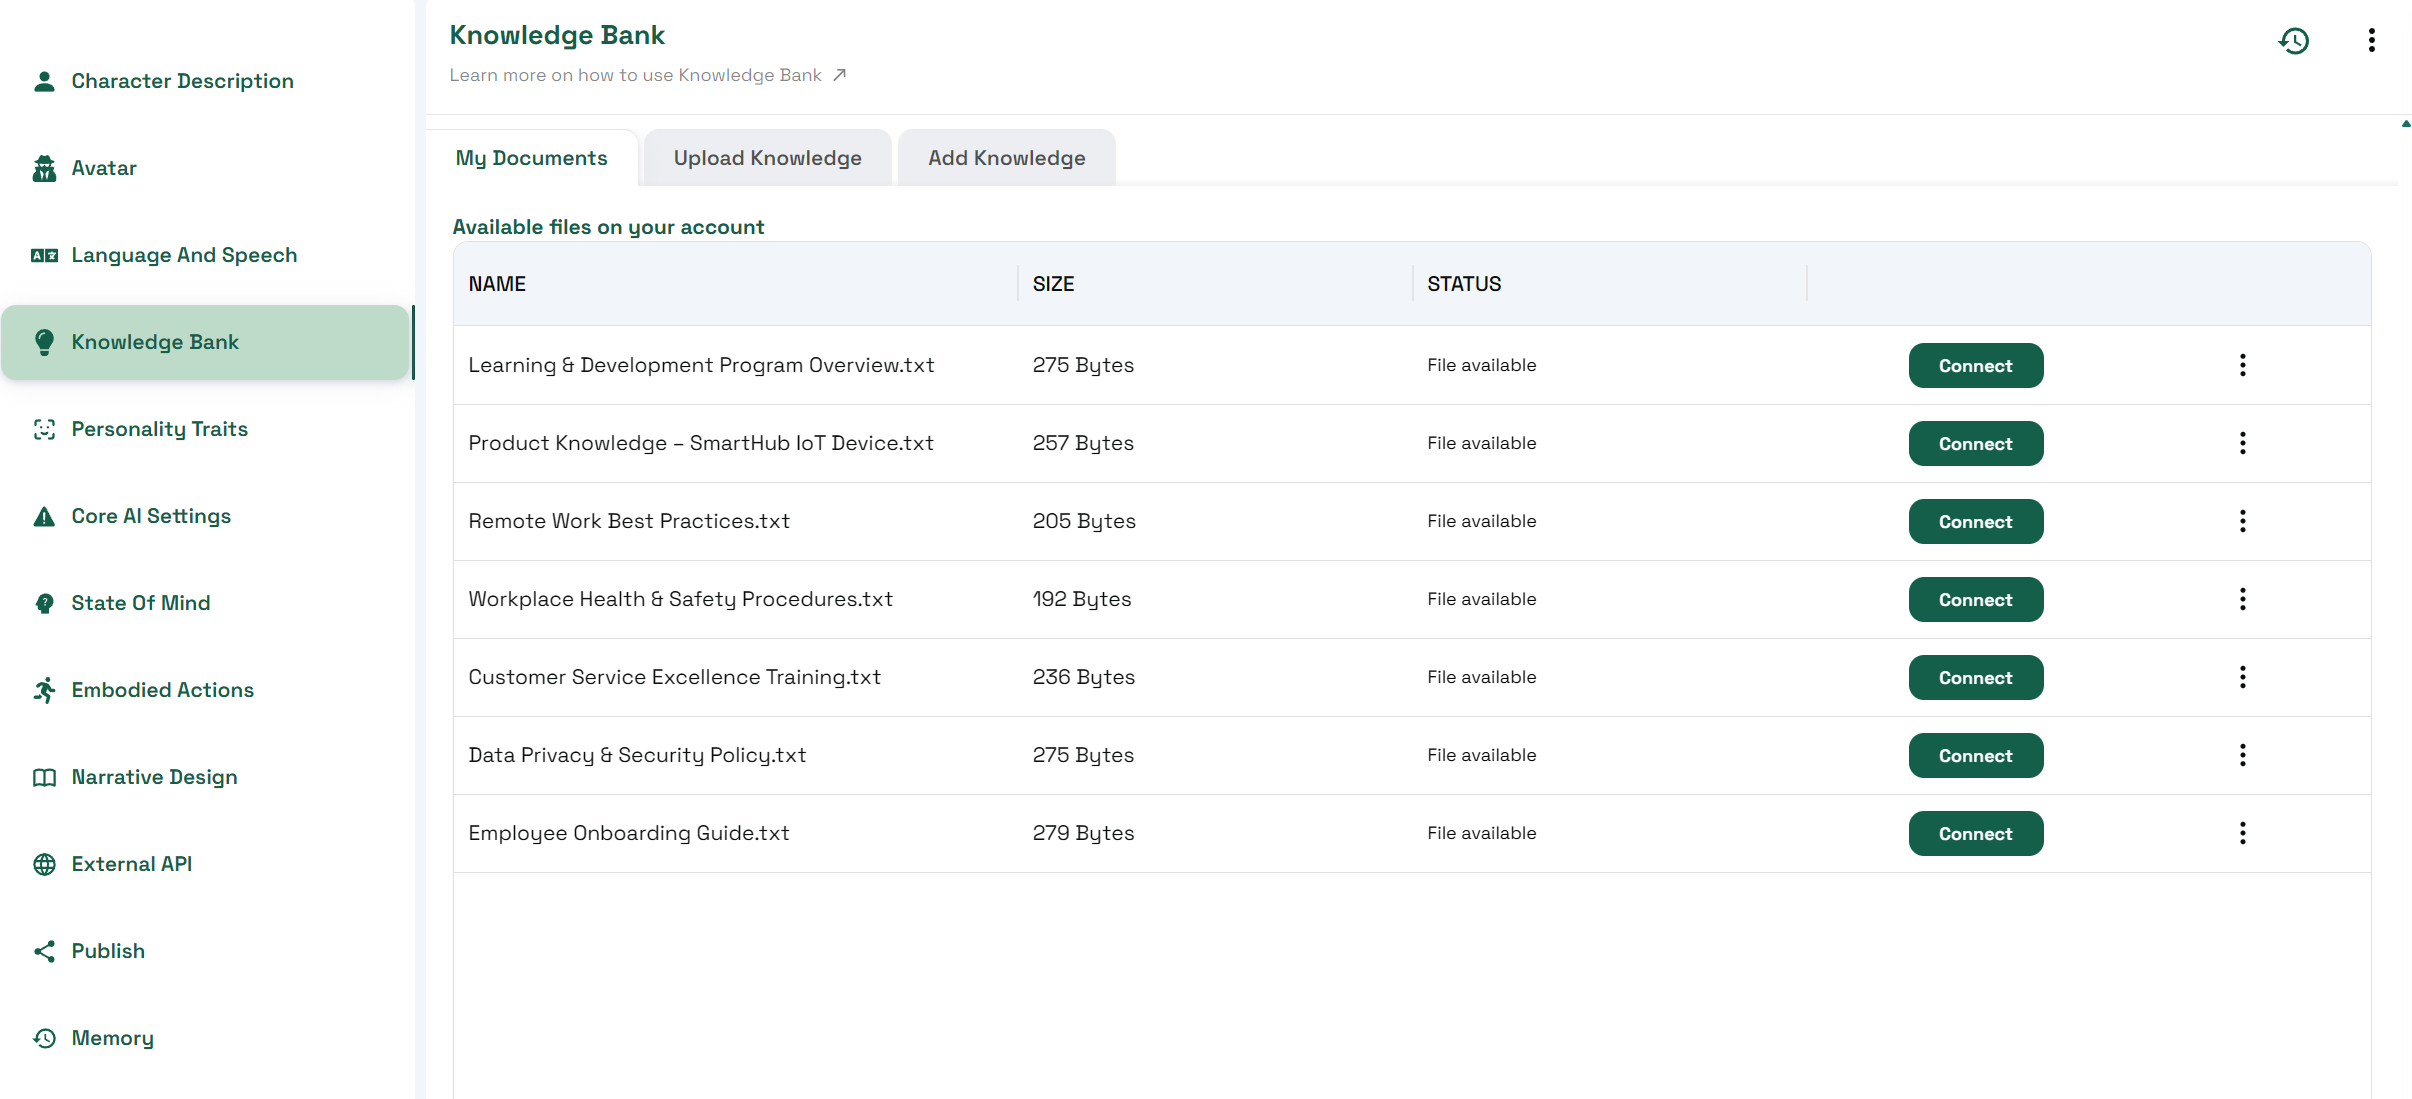 Knowledge Bank
Learn more on how to use Knowledge Bank
Character Description
Avatar
Language And Speech
Knowledge Bank
Personality Traits
Core AI Settings
State Of Mind
Embodied Actions
Narrative Design
External API
Publish
Memory
My Documents
Upload Knowledge
Add Knowledge
Available files on your account
NAME SIZE STATUS
Learning & Development Program Overview.txt 275 Bytes File available Connect
Product Knowledge – SmartHub IoT Device.txt 257 Bytes File available Connect
Remote Work Best Practices.txt 205 Bytes File available Connect
Workplace Health & Safety Procedures.txt 192 Bytes File available Connect
Customer Service Excellence Training.txt 236 Bytes File available Connect
Data Privacy & Security Policy.txt 275 Bytes File available Connect
Employee Onboarding Guide.txt 279 Bytes File available Connect